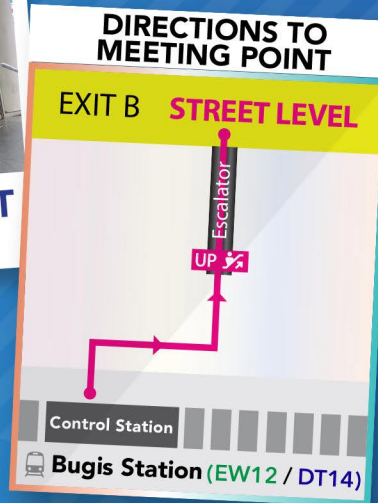 DIRECTIONS TO
MEETING POINT
EXIT B STREET LEVEL
Escalator
UP
T
Control Station
Bugis Station (EW12 / DT14)